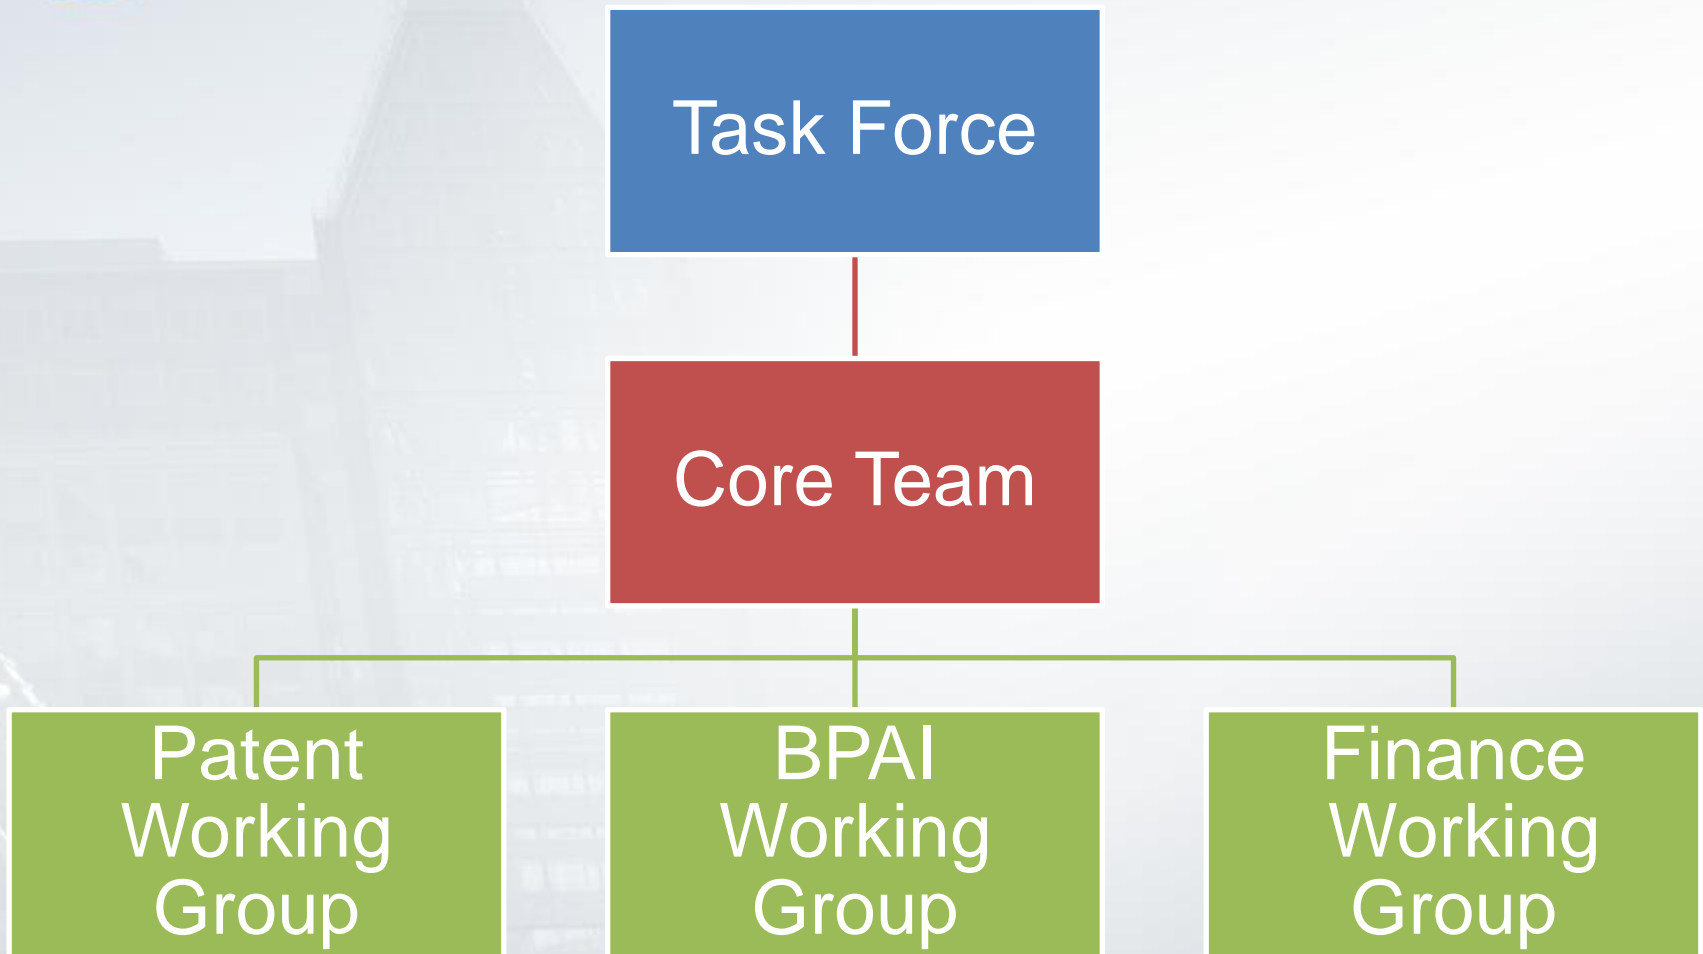 Task Force
Core Team
Patent
Working
Group
BPAI
Working
Group
Finance
Working
Group